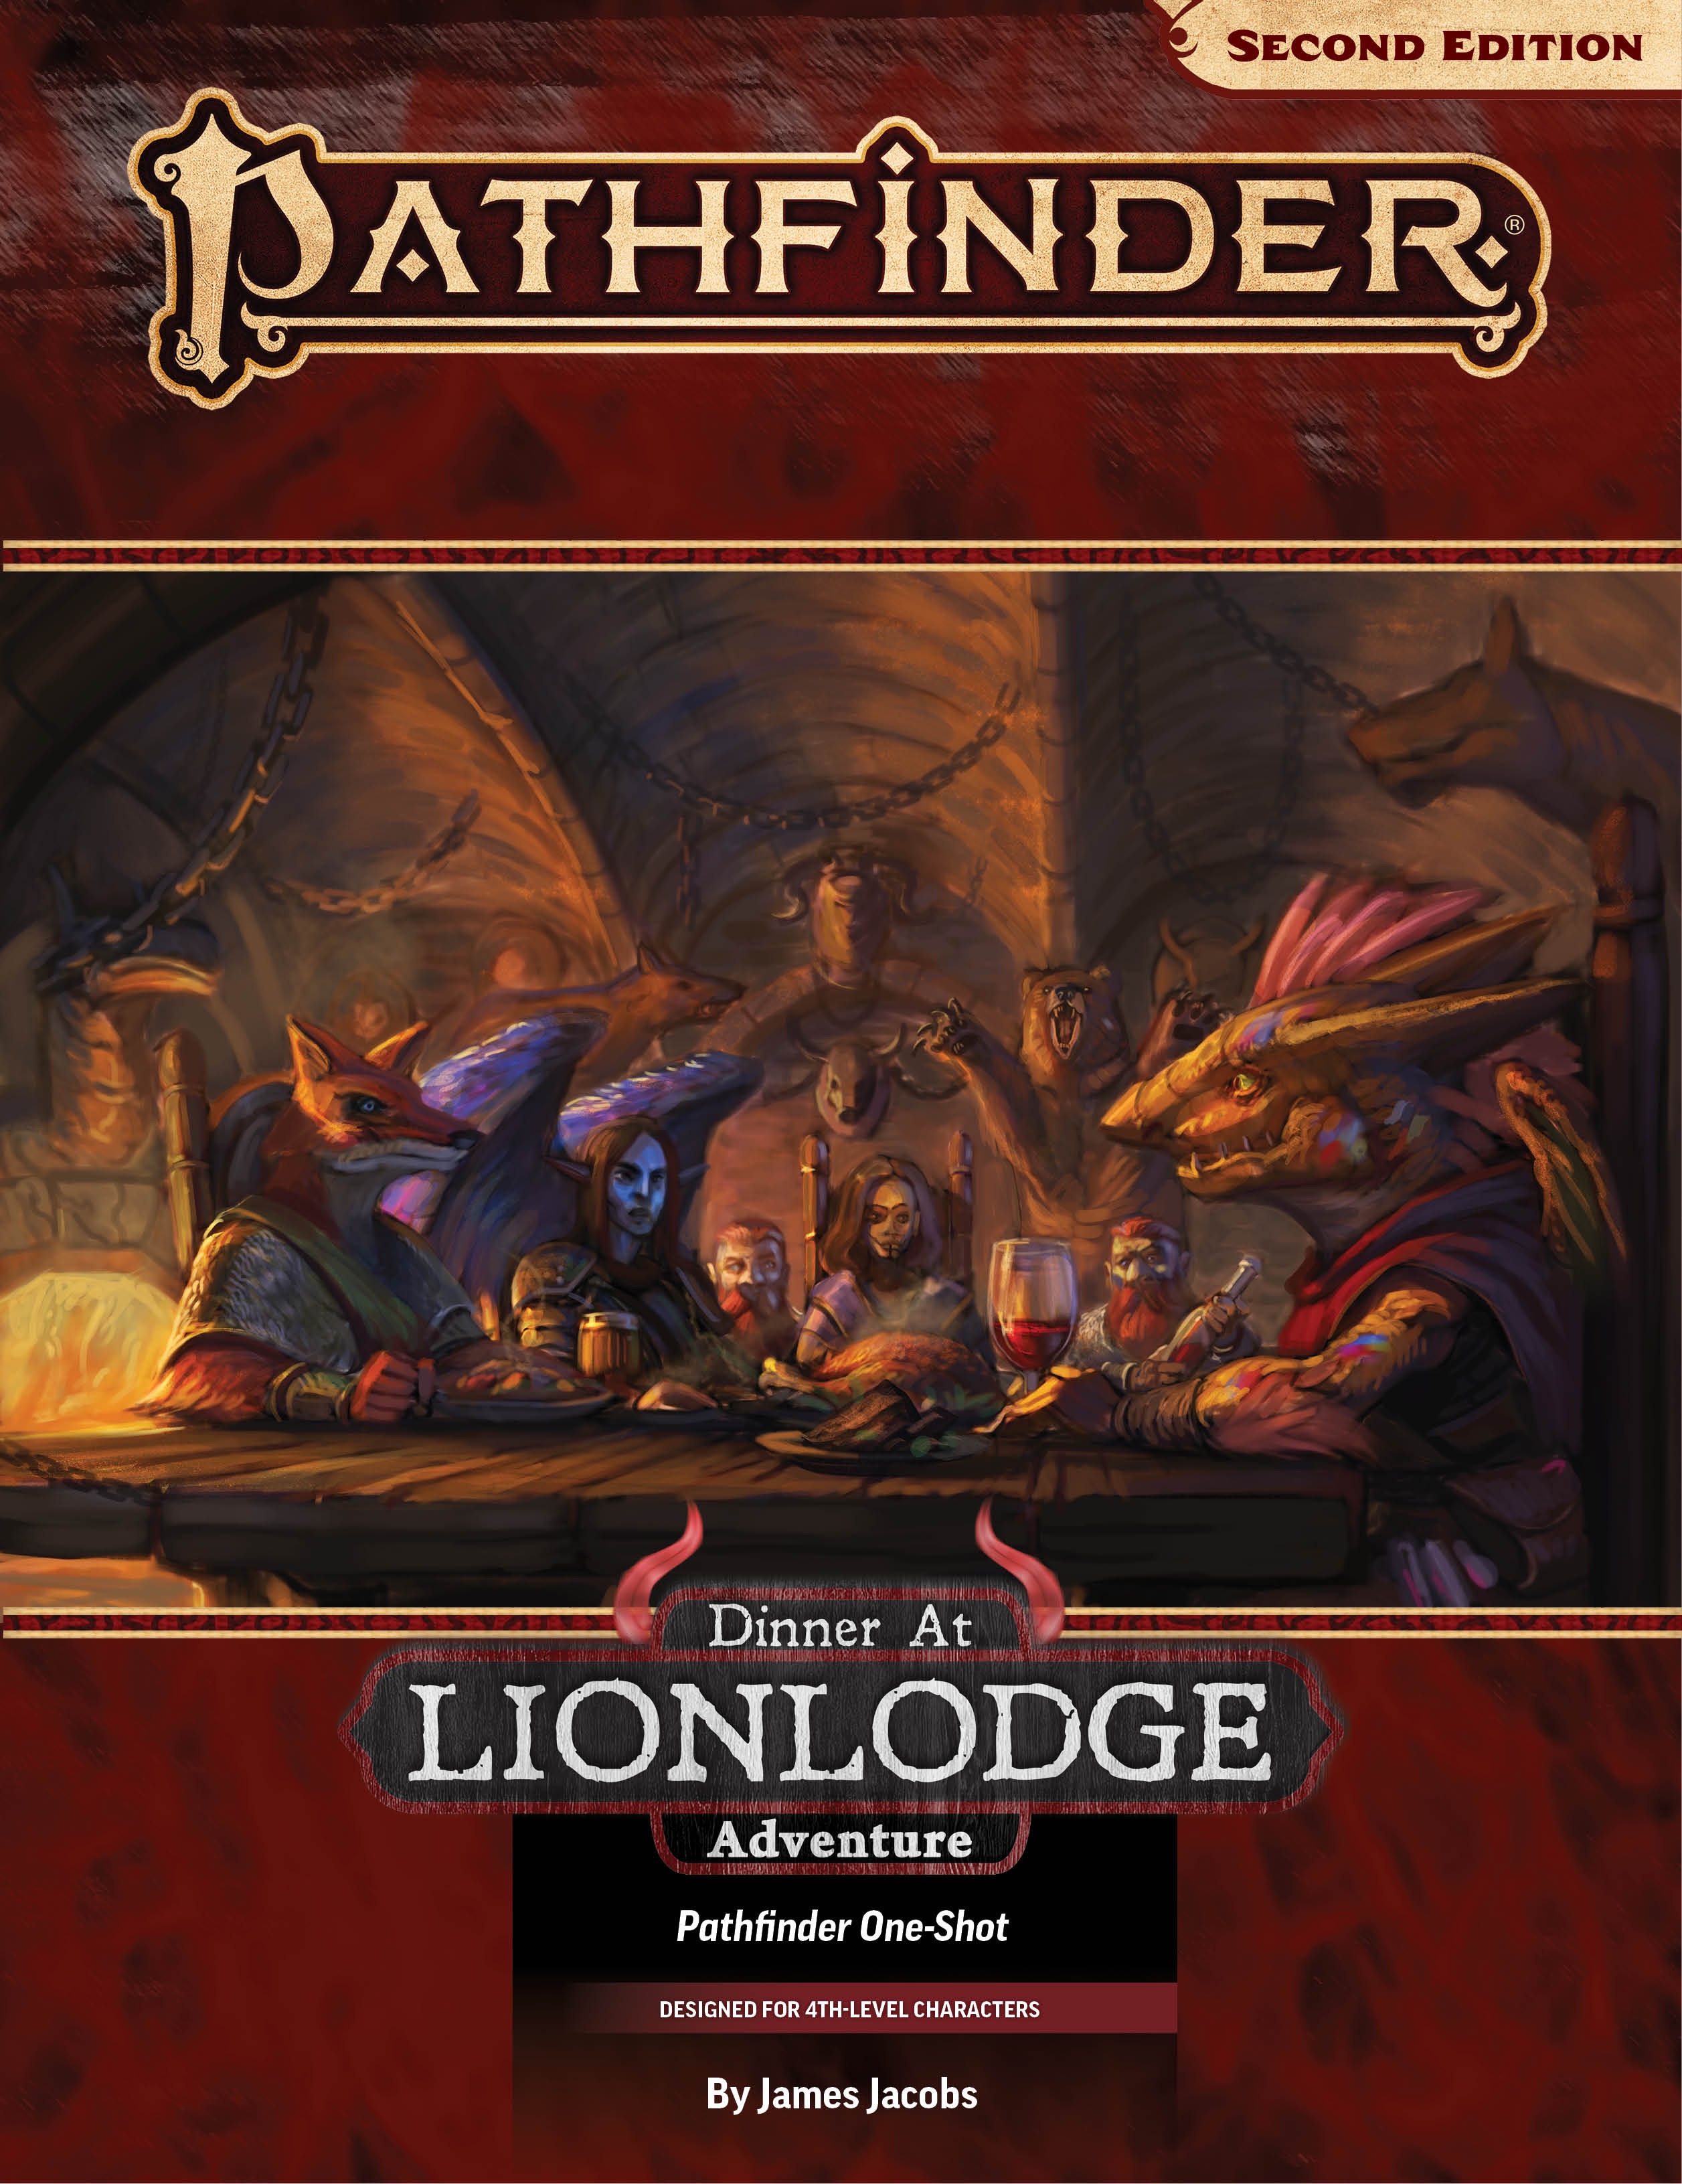 SECOND EDITION
PATHFINDER®
Dinner At
LIONLODGE
Adventure
Pathfinder One-Shot
DESIGNED FOR 4TH-LEVEL CHARACTERS
By James Jacobs